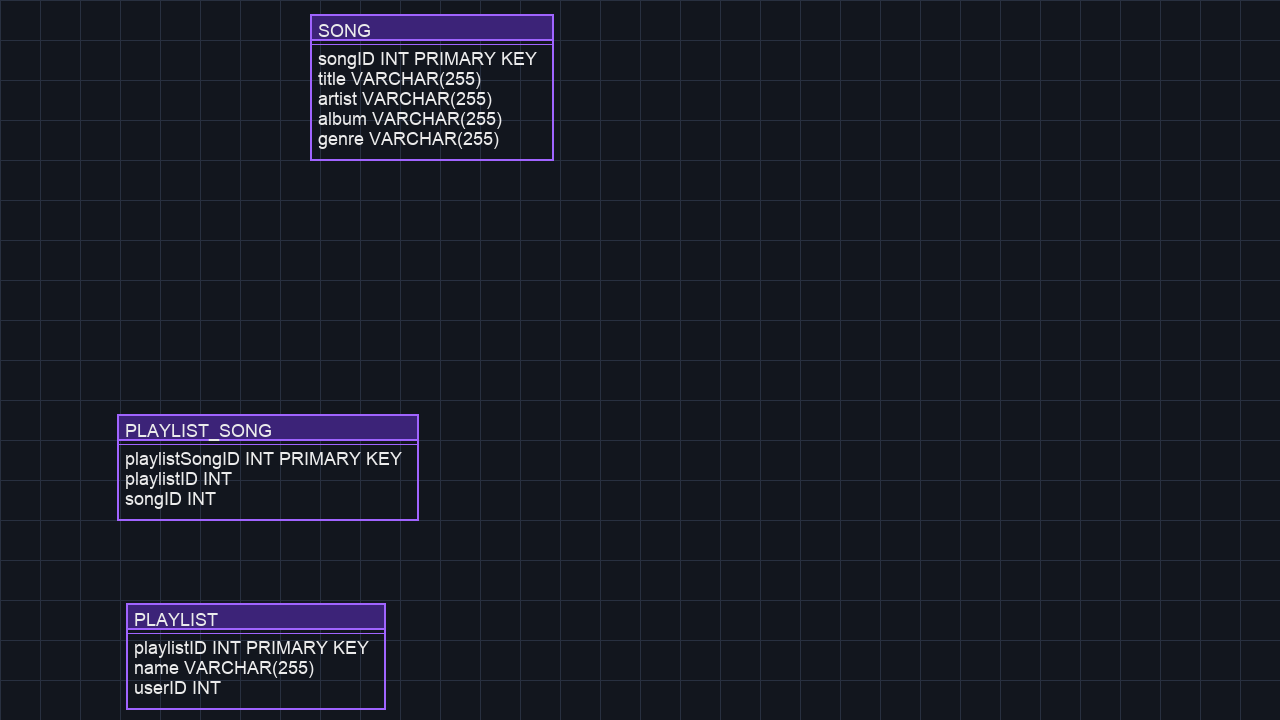 SONG
songID INT PRIMARY KEY
title VARCHAR(255)
artist VARCHAR(255)
album VARCHAR(255)
genre VARCHAR(255)
PLAYLIST_SONG
playlistSongID INT PRIMARY KEY
playlistID INT
songID INT
PLAYLIST
playlistID INT PRIMARY KEY
name VARCHAR(255)
userID INT